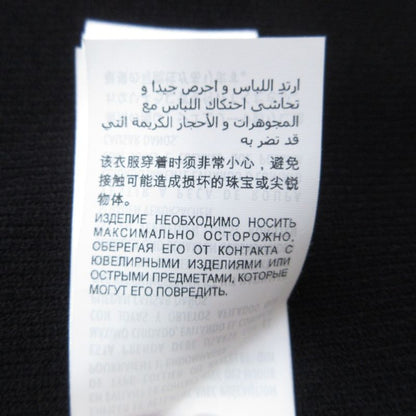 ارتدِ اللباس و احرص جيدا و
تحاشى احتكاك اللباس مع
المجوهرات و الأحجار الكريمة التي
قد تضر به
该衣服穿着时须非常小心，避免
接触可能造成损坏的珠宝或尖锐
物体。
ИЗДЕЛИЕ НЕОБХОДИМО НОСИТЬ
МАКСИМАЛЬНО ОСТОРОЖНО,
ОБЕРЕГАЯ ЕГО ОТ КОНТАКТА С
ЮВЕЛИРНЫМИ ИЗДЕЛИЯМИ ИЛИ
ОСТРЫМИ ПРЕДМЕТАМИ, КОТОРЫЕ
МОГУТ ЕГО ПОВРЕДИТЬ.